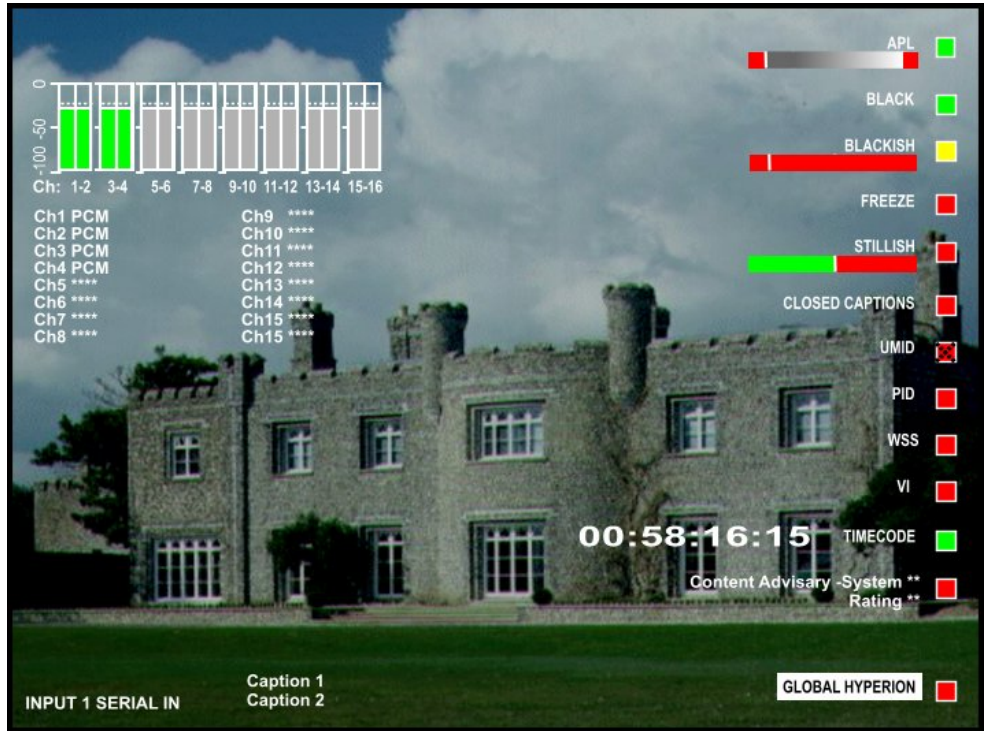 0
-50
-100
Ch: 1-2 3-4 5-6 7-8 9-10 11-12 13-14 15-16
Ch1 PCM
Ch2 PCM
Ch3 PCM
Ch4 PCM
Ch5 ****
Ch6 ****
Ch7 ****
Ch8 ****
Ch9 ****
Ch10 ****
Ch11 ****
Ch12 ****
Ch13 ****
Ch14 ****
Ch15 ****
Ch15 ****
APL
BLACK
BLACKISH
FREEZE
STILLISH
CLOSED CAPTIONS
UMID
PID
WSS
VI
00:58:16:15 TIMECODE
Content Advisary -System **
Rating **
Caption 1
Caption 2
INPUT 1 SERIAL IN
GLOBAL HYPERION